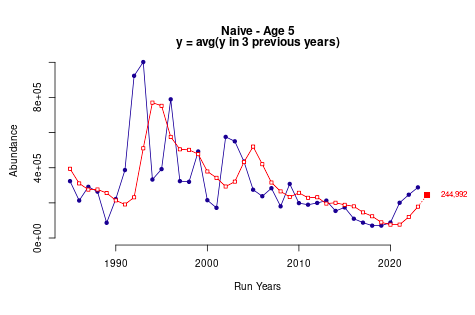 Naive - Age 5
y = avg(y in 3 previous years)
Abundance
8e+05
4e+05
0e+00
244,992
1990 2000 2010 2020
Run Years